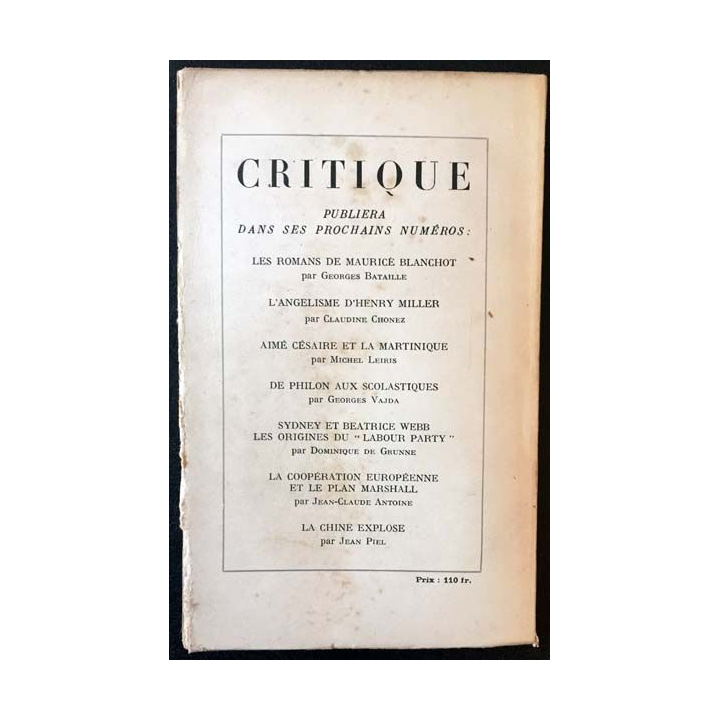 CRITIQUE
PUBLIERA
DANS SES PROCHAINS NUMÉROS :
LES ROMANS DE MAURICE BLANCHOT
par Georges Bataille
L'ANGELISME D'HENRY MILLER
par Claudine Chonez
AIMÉ CÉSAIRE ET LA MARTINIQUE
par Michel Leiris
DE PHILON AUX SCOLASTIQUES
par Georges Vajda
SYDNEY ET BEATRICE WEBB
LES ORIGINES DU " LABOUR PARTY "
par Dominique de Grunne
LA COOPÉRATION EUROPÉENNE
ET LE PLAN MARSHALL
par Jean-Claude Antoine
LA CHINE EXPLOSE
par Jean Piel
Prix : 110 fr.